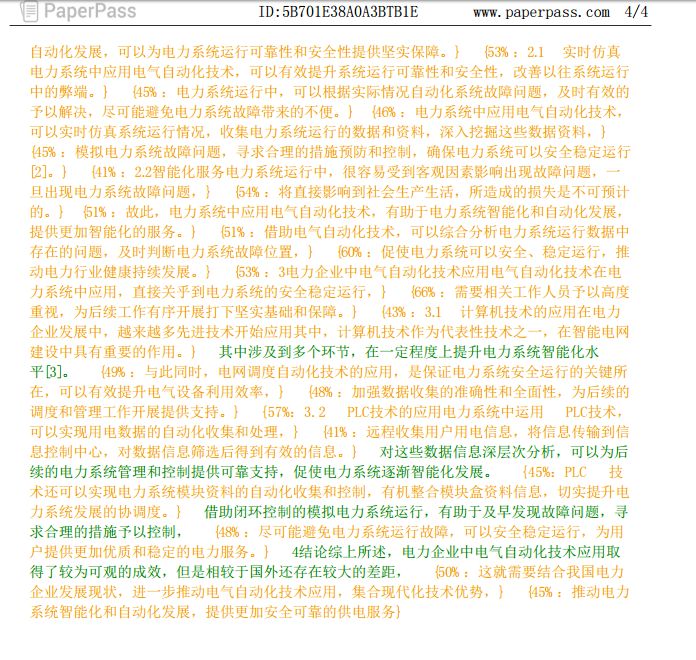 PaperPass ID:5B701E38A0A3BTB1E www.paperpass.com 4/4
自动化发展，可以为电力系统运行可靠性和安全性提供坚实保障。} {53%：2.1 实时仿真
电力系统中应用电气自动化技术，可以有效提升系统运行可靠性和安全性，改善以往系统运行
中的弊端。} {45%：电力系统运行中，可以根据实际情况自动化系统故障问题，及时有效的
予以解决，尽可能避免电力系统故障带来的不便。} {46%：电力系统中应用电气自动化技术，
可以实时仿真系统运行情况，收集电力系统运行的数据和资料，深入挖掘这些数据资料，}
{45%：模拟电力系统故障问题，寻求合理的措施预防和控制，确保电力系统可以安全稳定运行
[2]。} {41%：2.2智能化服务电力系统运行中，很容易受到客观因素影响出现故障问题，一
旦出现电力系统故障问题，} {54%：将直接影响到社会生产生活，所造成的损失是不可预计
的。} {51%：故此，电力系统中应用电气自动化技术，有助于电力系统智能化和自动化发展，
提供更加智能化的服务。} {51%：借助电气自动化技术，可以综合分析电力系统运行数据中
存在的问题，及时判断电力系统故障位置，} {60%：促使电力系统可以安全、稳定运行，推
动电力行业健康持续发展。} {53%：3电力企业中电气自动化技术应用电气自动化技术在电
力系统中应用，直接关乎到电力系统的安全稳定运行，} {66%：需要相关工作人员予以高度
重视，为后续工作有序开展打下坚实基础和保障。} {43%：3.1 计算机技术的应用在电力
企业发展中，越来越多先进技术开始应用其中，计算机技术作为代表性技术之一，在智能电网
建设中具有重要的作用。} 其中涉及到多个环节，在一定程度上提升电力系统智能化水
平[3]。 {49%：与此同时，电网调度自动化技术的应用，是保证电力系统安全运行的关键所
在，可以有效提升电气设备利用效率，} {48%：加强数据收集的准确性和全面性，为后续的
调度和管理工作开展提供支持。} {57%：3.2 PLC技术的应用电力系统中运用 PLC技术，
可以实现用电数据的自动化收集和处理，} {41%：远程收集用户用电信息，将信息传输到信
息控制中心，对数据信息筛选后得到有效的信息。} 对这些数据信息深层次分析，可以为后
续的电力系统管理和控制提供可靠支持，促使电力系统逐渐智能化发展。 {45%：PLC 技
术还可以实现电力系统模块资料的自动化收集和控制，有机整合模块盒资料信息，切实提升电
力系统发展的协调度。} 借助闭环控制的模拟电力系统运行，有助于及早发现故障问题，寻
求合理的措施予以控制， {48%：尽可能避免电力系统运行故障，可以安全稳定运行，为用
户提供更加优质和稳定的电力服务。} 4结论综上所述，电力企业中电气自动化技术应用取
得了较为可观的成效，但是相较于国外还存在较大的差距， {50%：这就需要结合我国电力
企业发展现状，进一步推动电气自动化技术应用，集合现代化技术优势，} {45%：推动电力
系统智能化和自动化发展，提供更加安全可靠的供电服务}